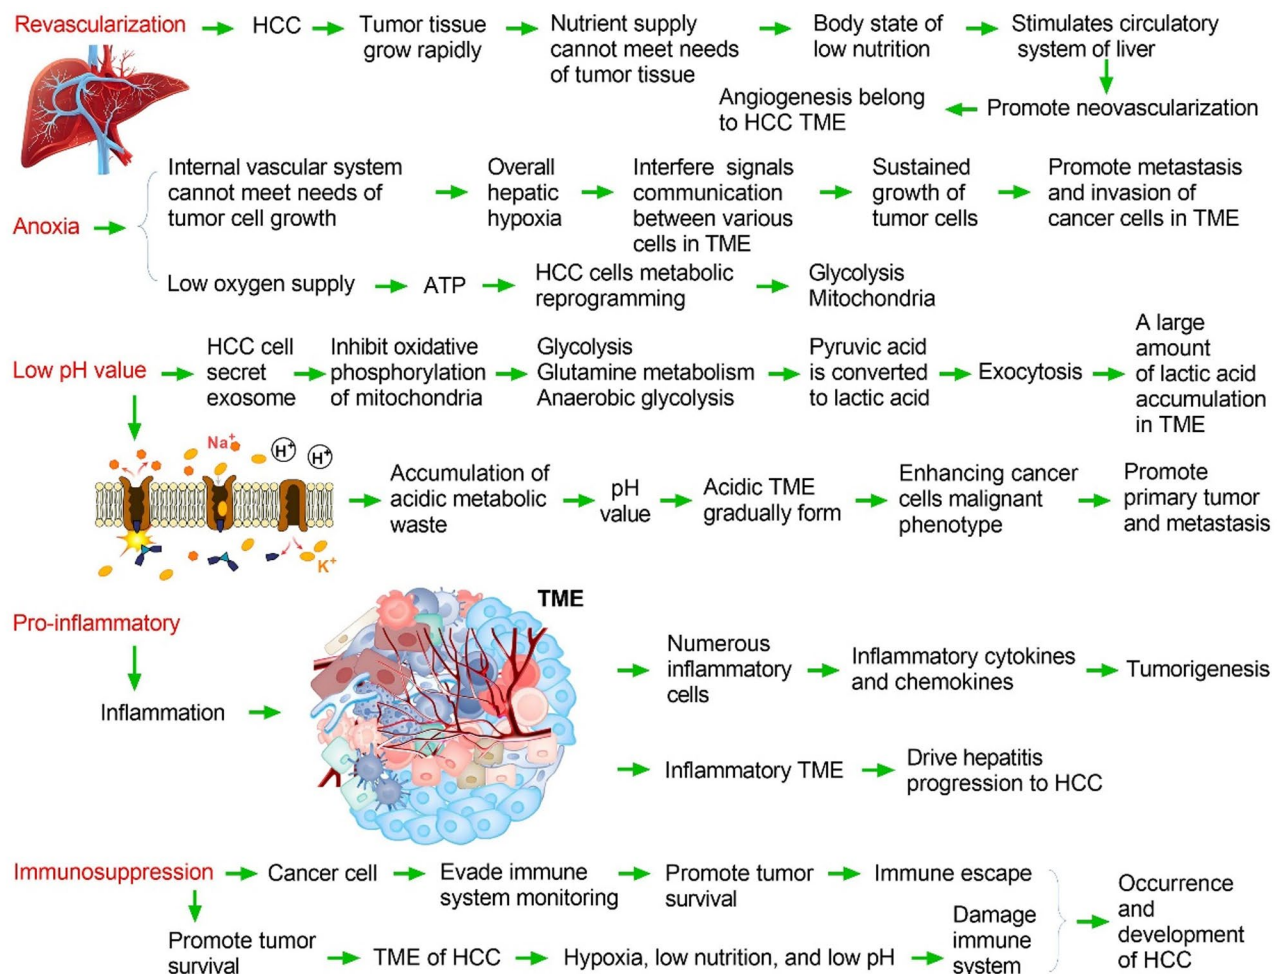 Revascularization
HCC
Tumor tissue
grow rapidly
Nutrient supply
cannot meet needs
of tumor tissue
Body state of
low nutrition
Stimulates circulatory
system of liver
Promote neovascularization
Angiogenesis belong
to HCC TME
Anoxia
Internal vascular system
cannot meet needs of
tumor cell growth
Overall
hepatic
hypoxia
Interfere signals
communication
between various
cells in TME
Sustained
growth of
tumor cells
Promote metastasis
and invasion of
cancer cells in TME
Low oxygen supply
ATP
HCC cells metabolic
reprogramming
Glycolysis
Mitochondria
Low pH value
HCC cell
secret
exosome
Inhibit oxidative
phosphorylation
of mitochondria
Glycolysis
Glutamine metabolism
Anaerobic glycolysis
Pyruvic acid
is converted
to lactic acid
Exocytosis
A large
amount
of lactic acid
accumulation
in TME
Na+
H+
H+
K+
Accumulation of
acidic metabolic
waste
pH
value
Acidic TME
gradually form
Enhancing cancer
cells malignant
phenotype
Promote
primary tumor
and metastasis
Pro-inflammatory
Inflammation
TME
Numerous
inflammatory
cells
Inflammatory cytokines
and chemokines
Tumorigenesis
Inflammatory TME
Drive hepatitis
progression to HCC
Immunosuppression
Cancer cell
Evade immune
system monitoring
Promote tumor
survival
Immune escape
Promote tumor
survival
TME of HCC
Hypoxia, low nutrition, and low pH
Damage
immune
system
Occurrence
and
development
of HCC